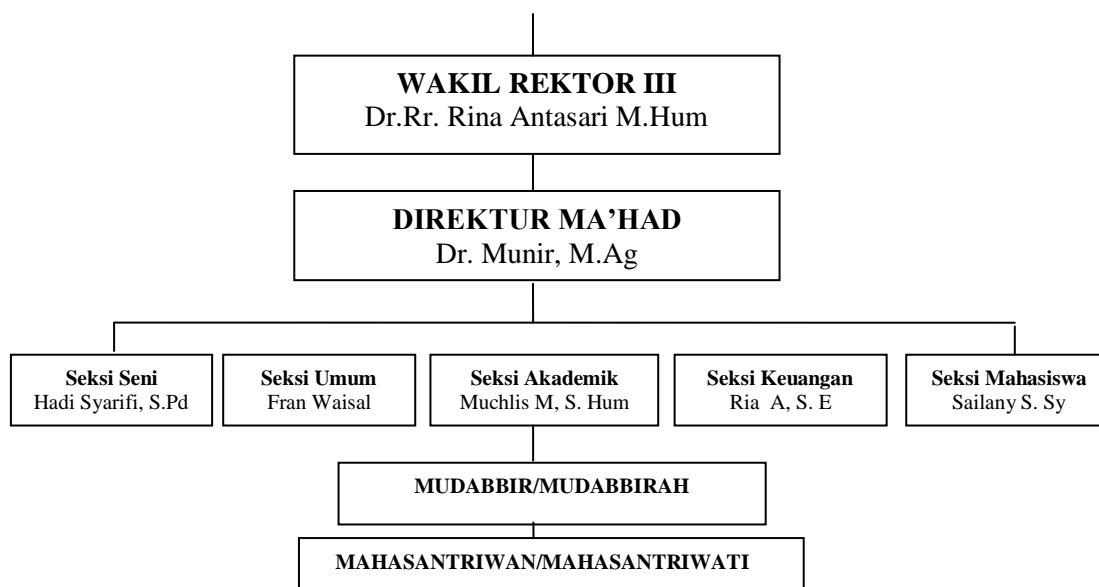 WAKIL REKTOR III
Dr.Rr. Rina Antasari M.Hum
DIREKTUR MA’HAD
Dr. Munir, M.Ag
Seksi Seni
Hadi Syarifi, S.Pd
Seksi Umum
Fran Waisal
Seksi Akademik
Muchlis M, S. Hum
Seksi Keuangan
Ria A, S. E
Seksi Mahasiswa
Sailany S. Sy
MUDABBIR/MUDABBIRAH
MAHASANTRIWAN/MAHASANTRIWATI